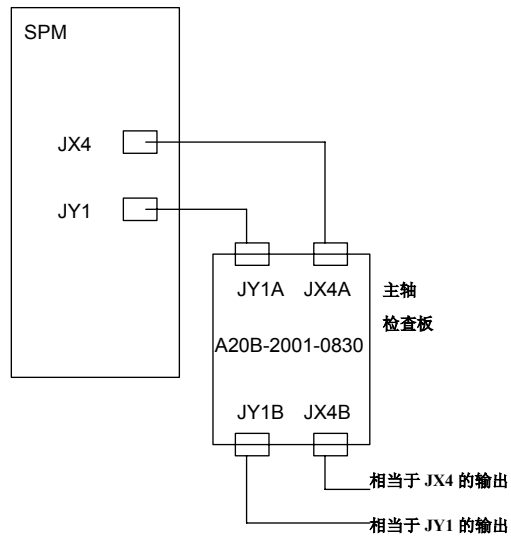 SPM
JX4
JY1
JY1A JX4A
主轴
检查板
A20B-2001-0830
JY1B JX4B
相当于 JX4 的输出
相当于 JY1 的输出